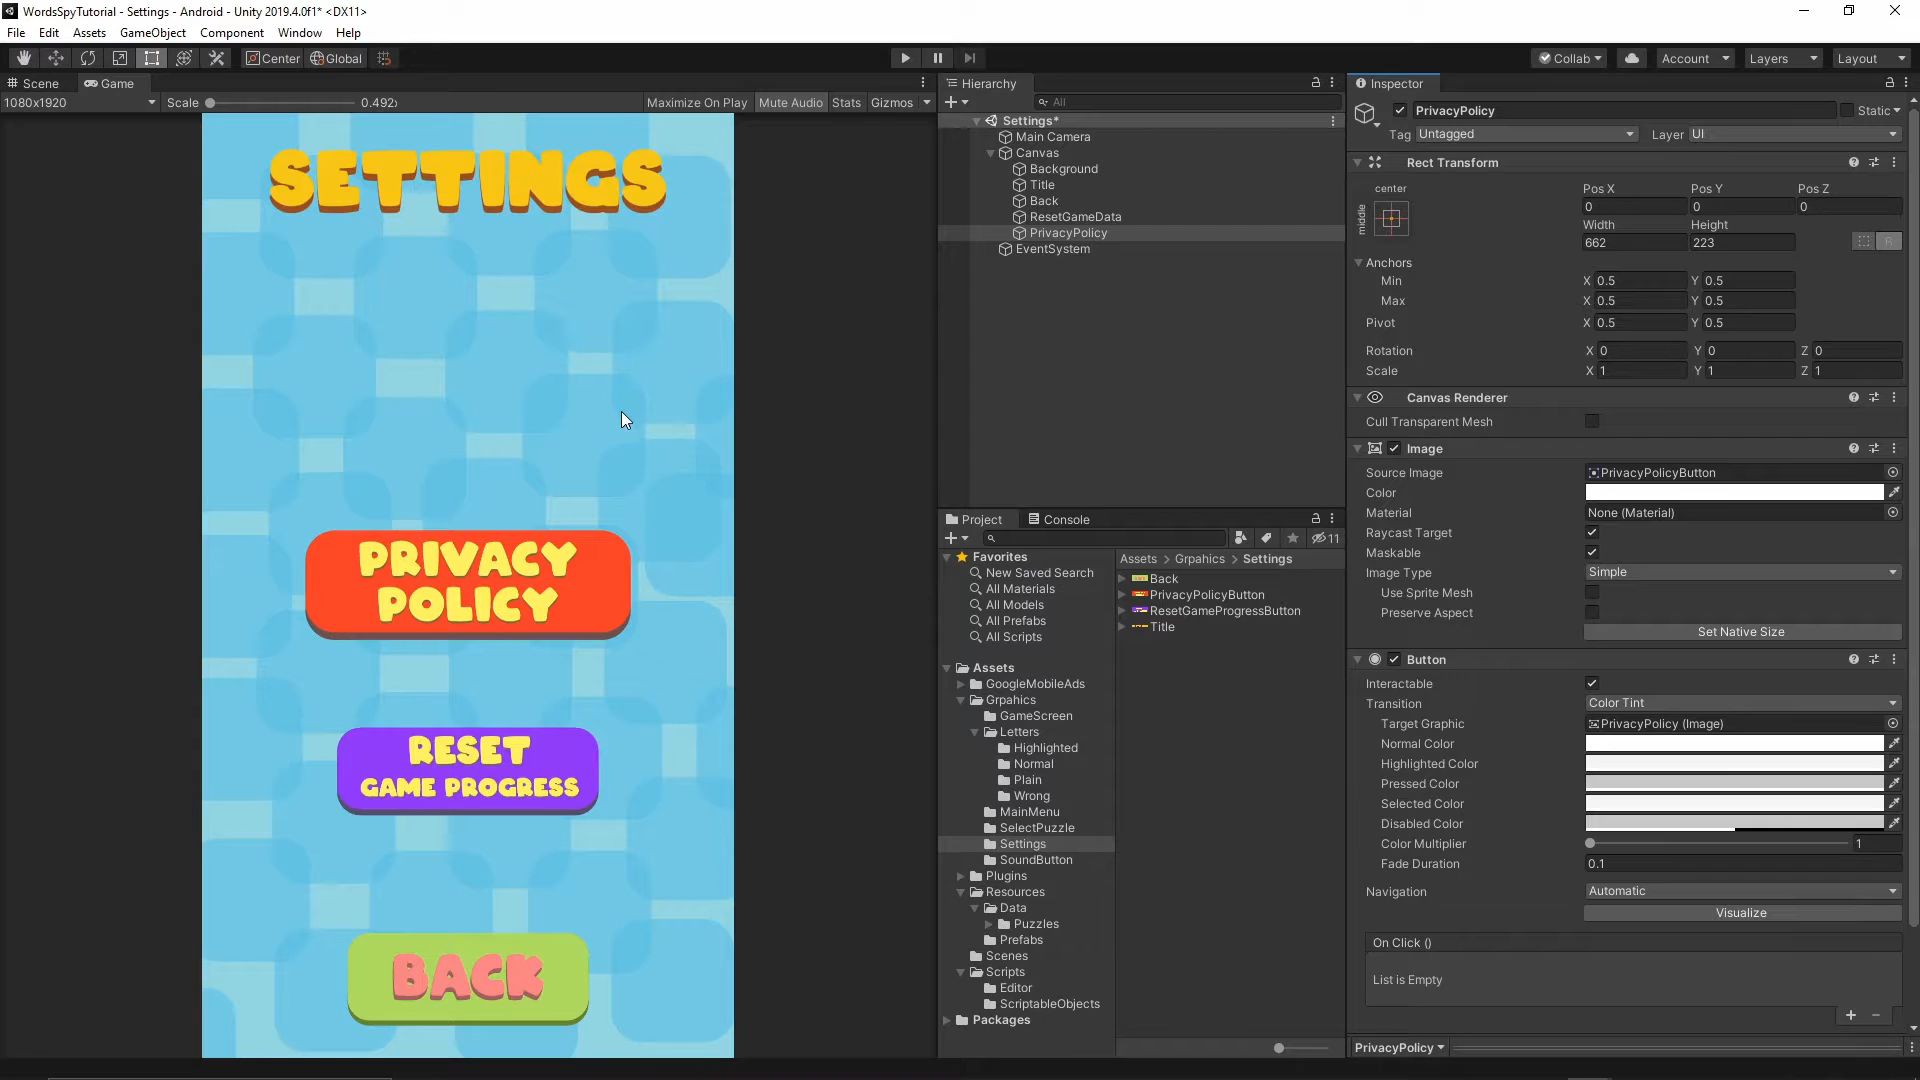 WordsSpyTutorial - Settings - Android - Unity 2019.4.0f1* <DX11>
File Edit Assets GameObject Component Window Help
Center Global
Collab Account Layers Layout
Scene Game
1080x1920 Scale 0.492x Maximize On Play Mute Audio Stats Gizmos
SETTINGS
PRIVACY
POLICY
RESET
GAME PROGRESS
BACK
Hierarchy
All
Settings*
Main Camera
Canvas
Background
Title
Back
ResetGameData
PrivacyPolicy
EventSystem
Project Console
11
Favorites
New Saved Search
All Materials
All Models
All Prefabs
All Scripts
Assets
GoogleMobileAds
Grpahics
GameScreen
Letters
Highlighted
Normal
Plain
Wrong
MainMenu
SelectPuzzle
Settings
SoundButton
Plugins
Resources
Data
Puzzles
Prefabs
Scenes
Scripts
Editor
ScriptableObjects
Packages
Assets > Grpahics > Settings
Back
PrivacyPolicyButton
ResetGameProgressButton
Title
Inspector
PrivacyPolicy Static
Tag Untagged Layer UI
Rect Transform
center
middle
Pos X Pos Y Pos Z
0 0 0
Width Height
662 223
R
Anchors
Min X 0.5 Y 0.5
Max X 0.5 Y 0.5
Pivot X 0.5 Y 0.5
Rotation X 0 Y 0 Z 0
Scale X 1 Y 1 Z 1
Canvas Renderer
Cull Transparent Mesh
Image
Source Image PrivacyPolicyButton
Color
Material None (Material)
Raycast Target
Maskable
Image Type Simple
Use Sprite Mesh
Preserve Aspect
Set Native Size
Button
Interactable
Transition Color Tint
Target Graphic PrivacyPolicy (Image)
Normal Color
Highlighted Color
Pressed Color
Selected Color
Disabled Color
Color Multiplier 1
Fade Duration 0.1
Navigation Automatic
Visualize
On Click ()
List is Empty
PrivacyPolicy